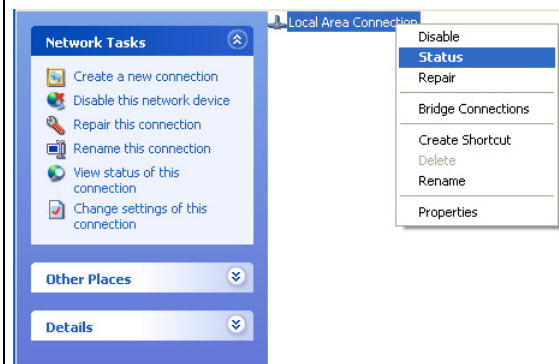 Network Tasks
Create a new connection
Disable this network device
Repair this connection
Rename this connection
View status of this
connection
Change settings of this
connection
Other Places
Details
Local Area Connection
Disable
Status
Repair
Bridge Connections
Create Shortcut
Delete
Rename
Properties